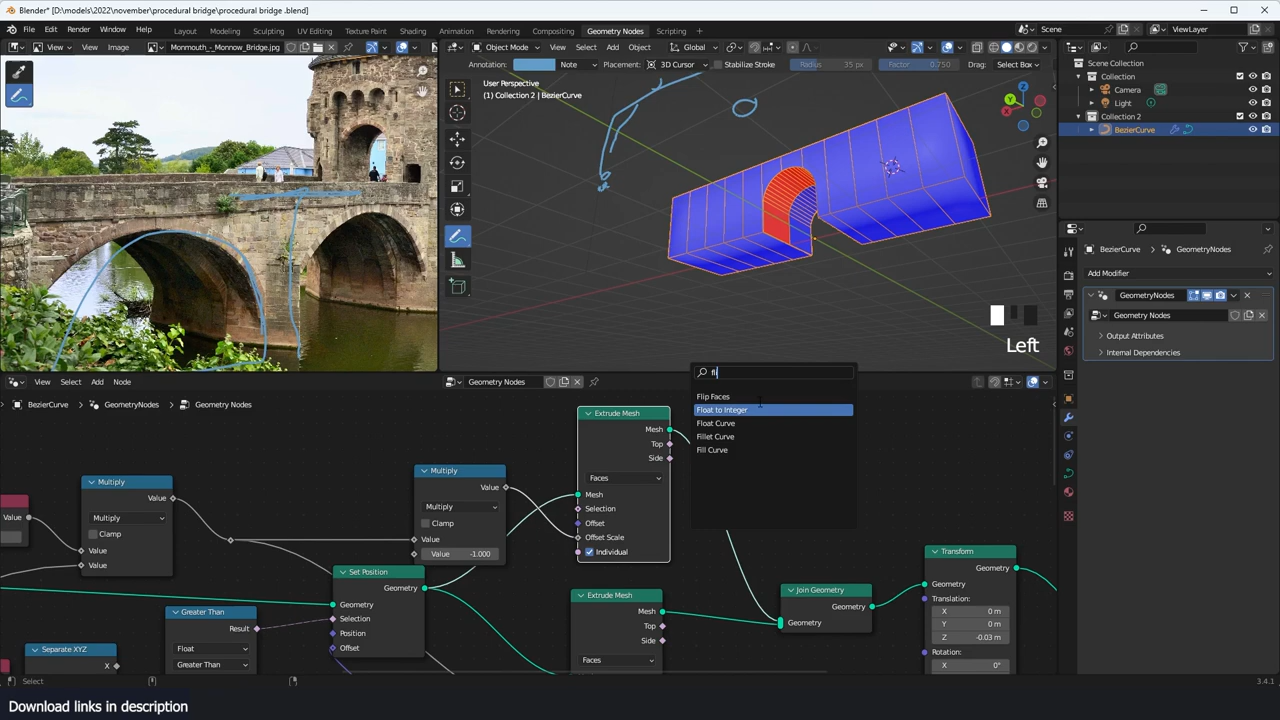 Blender* [D:\models\2022\november\procedural bridge\procedural bridge .blend]
File Edit Render Window Help Layout Modeling Sculpting UV Editing Texture Paint Shading Animation Rendering Compositing Geometry Nodes Scripting Scene ViewLayer
View View Image Monmouth_-_Monnow_Bridge.jpg Object Mode View Select Add Object Global
Annotation: Note Placement: 3D Cursor Stabilize Stroke Radius 35 px Factor 0.750 Drag: Select Box
User Perspective
(1) Collection 2 | BezierCurve
Scene Collection
Collection
Camera
Light
Collection 2
BezierCurve
BezierCurve GeometryNodes
Add Modifier
GeometryNodes
Geometry Nodes
Output Attributes
Internal Dependencies
Left
View Select Add Node Geometry Nodes
BezierCurve GeometryNodes Geometry Nodes
fli
Flip Faces
Float to Integer
Float Curve
Fillet Curve
Fill Curve
Extrude Mesh
Mesh
Top
Side
Faces
Mesh
Selection
Offset
Offset Scale
Individual
Multiply
Value
Multiply
Clamp
Value
Value -1.000
Multiply
Value
Multiply
Clamp
Value
Value
Value
Set Position
Geometry
Geometry
Selection
Position
Offset
Greater Than
Result
Float
Greater Than
Separate XYZ
X
Extrude Mesh
Mesh
Top
Side
Faces
Join Geometry
Geometry
Geometry
Transform
Geometry
Geometry
Translation:
X 0 m
Y 0 m
Z -0.03 m
Rotation:
X 0°
Select
3.4.1
Download links in description